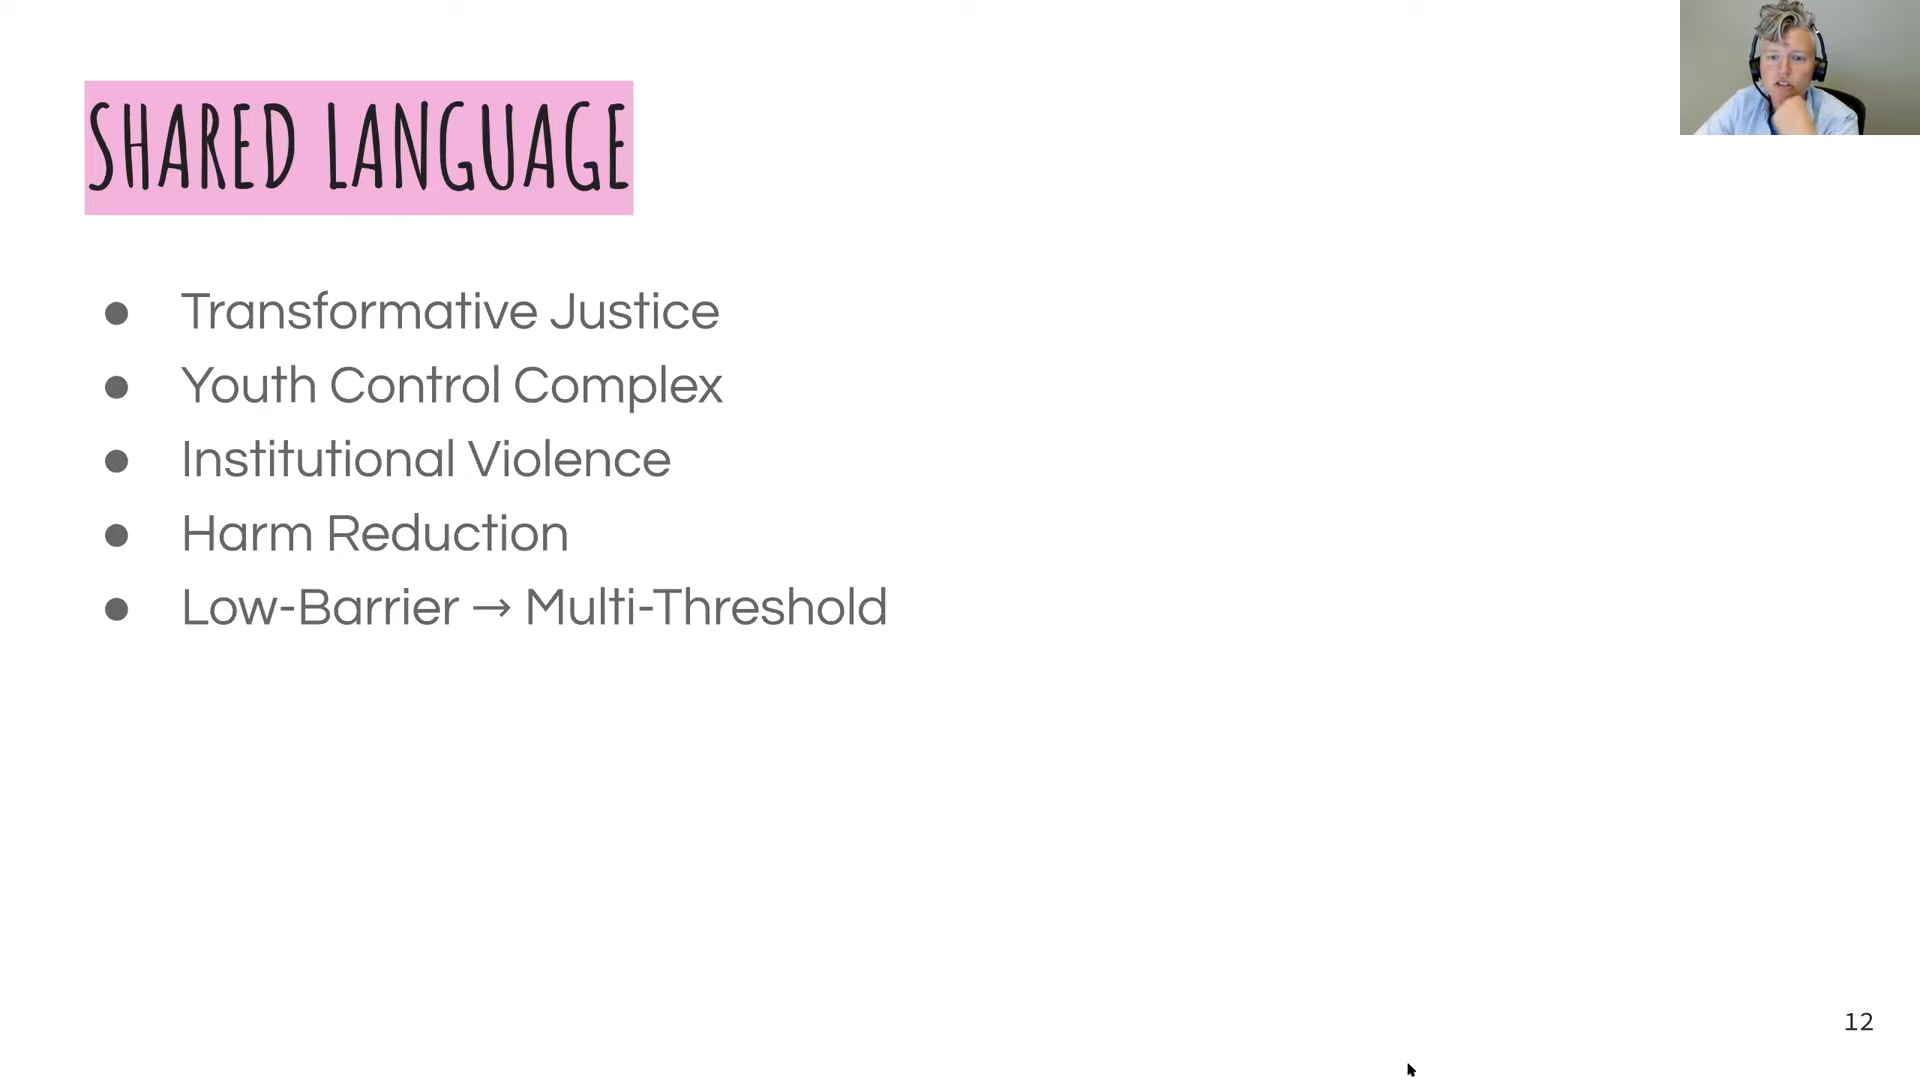 SHARED LANGUAGE
● Transformative Justice
● Youth Control Complex
● Institutional Violence
● Harm Reduction
● Low-Barrier → Multi-Threshold
12